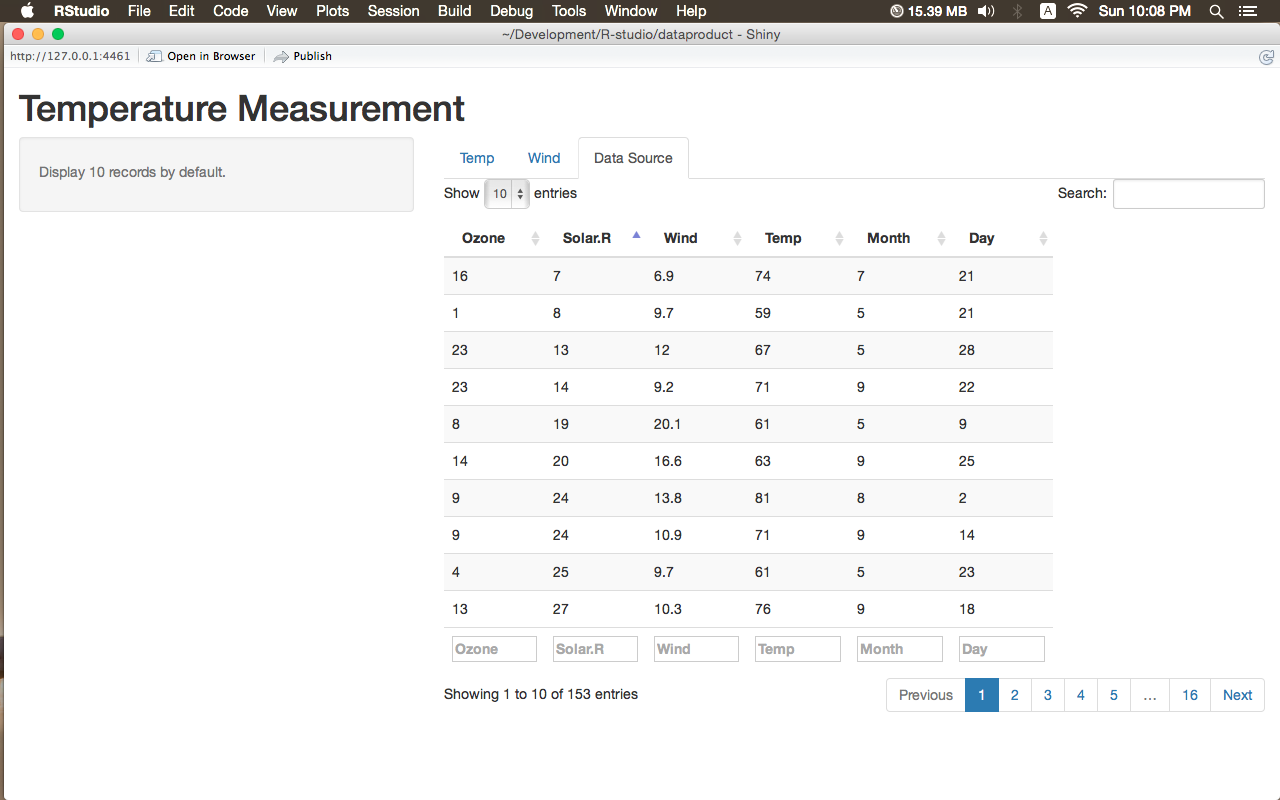 RStudio File Edit Code View Plots Session Build Debug Tools Window Help 15.39 MB A Sun 10:08 PM
~/Development/R-studio/dataproduct - Shiny
http://127.0.0.1:4461 Open in Browser Publish
Temperature Measurement
Display 10 records by default.
Temp Wind Data Source
Show 10 entries Search:
Ozone Solar.R Wind Temp Month Day
16 7 6.9 74 7 21
1 8 9.7 59 5 21
23 13 12 67 5 28
23 14 9.2 71 9 22
8 19 20.1 61 5 9
14 20 16.6 63 9 25
9 24 13.8 81 8 2
9 24 10.9 71 9 14
4 25 9.7 61 5 23
13 27 10.3 76 9 18
Ozone Solar.R Wind Temp Month Day
Showing 1 to 10 of 153 entries Previous 1 2 3 4 5 … 16 Next